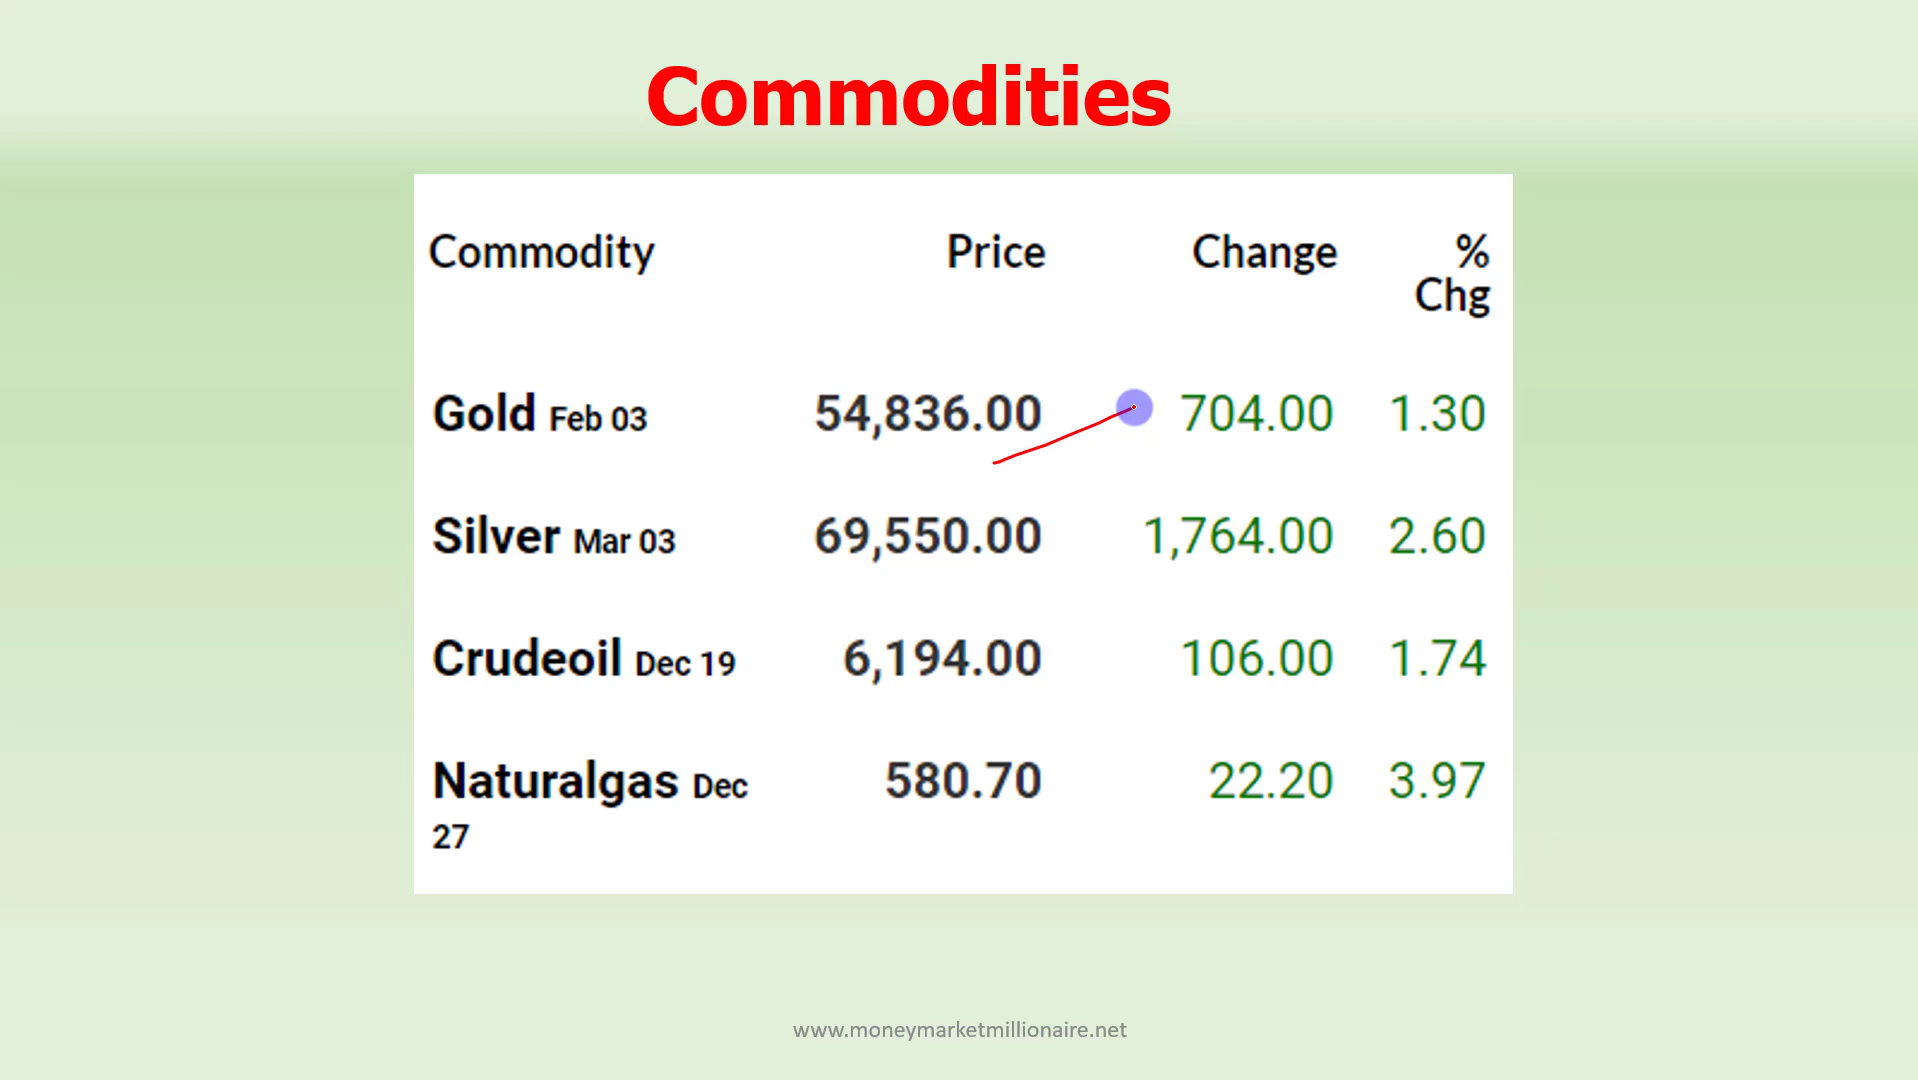 Commodities
Commodity Price Change %
Chg
Gold Feb 03 54,836.00 704.00 1.30
Silver Mar 03 69,550.00 1,764.00 2.60
Crudeoil Dec 19 6,194.00 106.00 1.74
Naturalgas Dec 580.70 22.20 3.97
27
www.moneymarketmillionaire.net